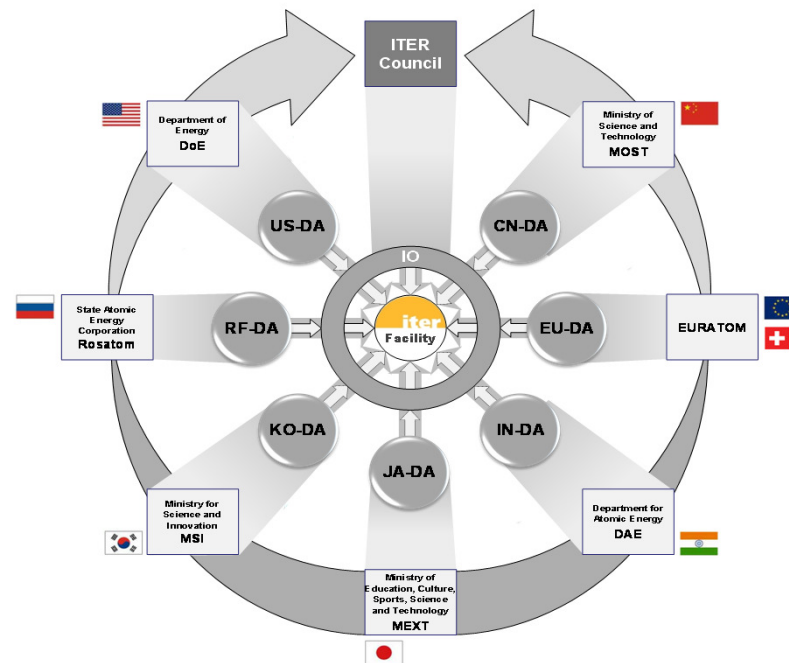 ITER
Council
Department of
Energy
DoE
Ministry of
Science and
Technology
MOST
US-DA
CN-DA
IO
State Atomic
Energy
Corporation
Rosatom
RF-DA
iter
Facility
EU-DA
EURATOM
KO-DA
IN-DA
JA-DA
Ministry for
Science and
Innovation
MSI
Department for
Atomic Energy
DAE
Ministry of
Education, Culture,
Sports, Science
and Technology
MEXT